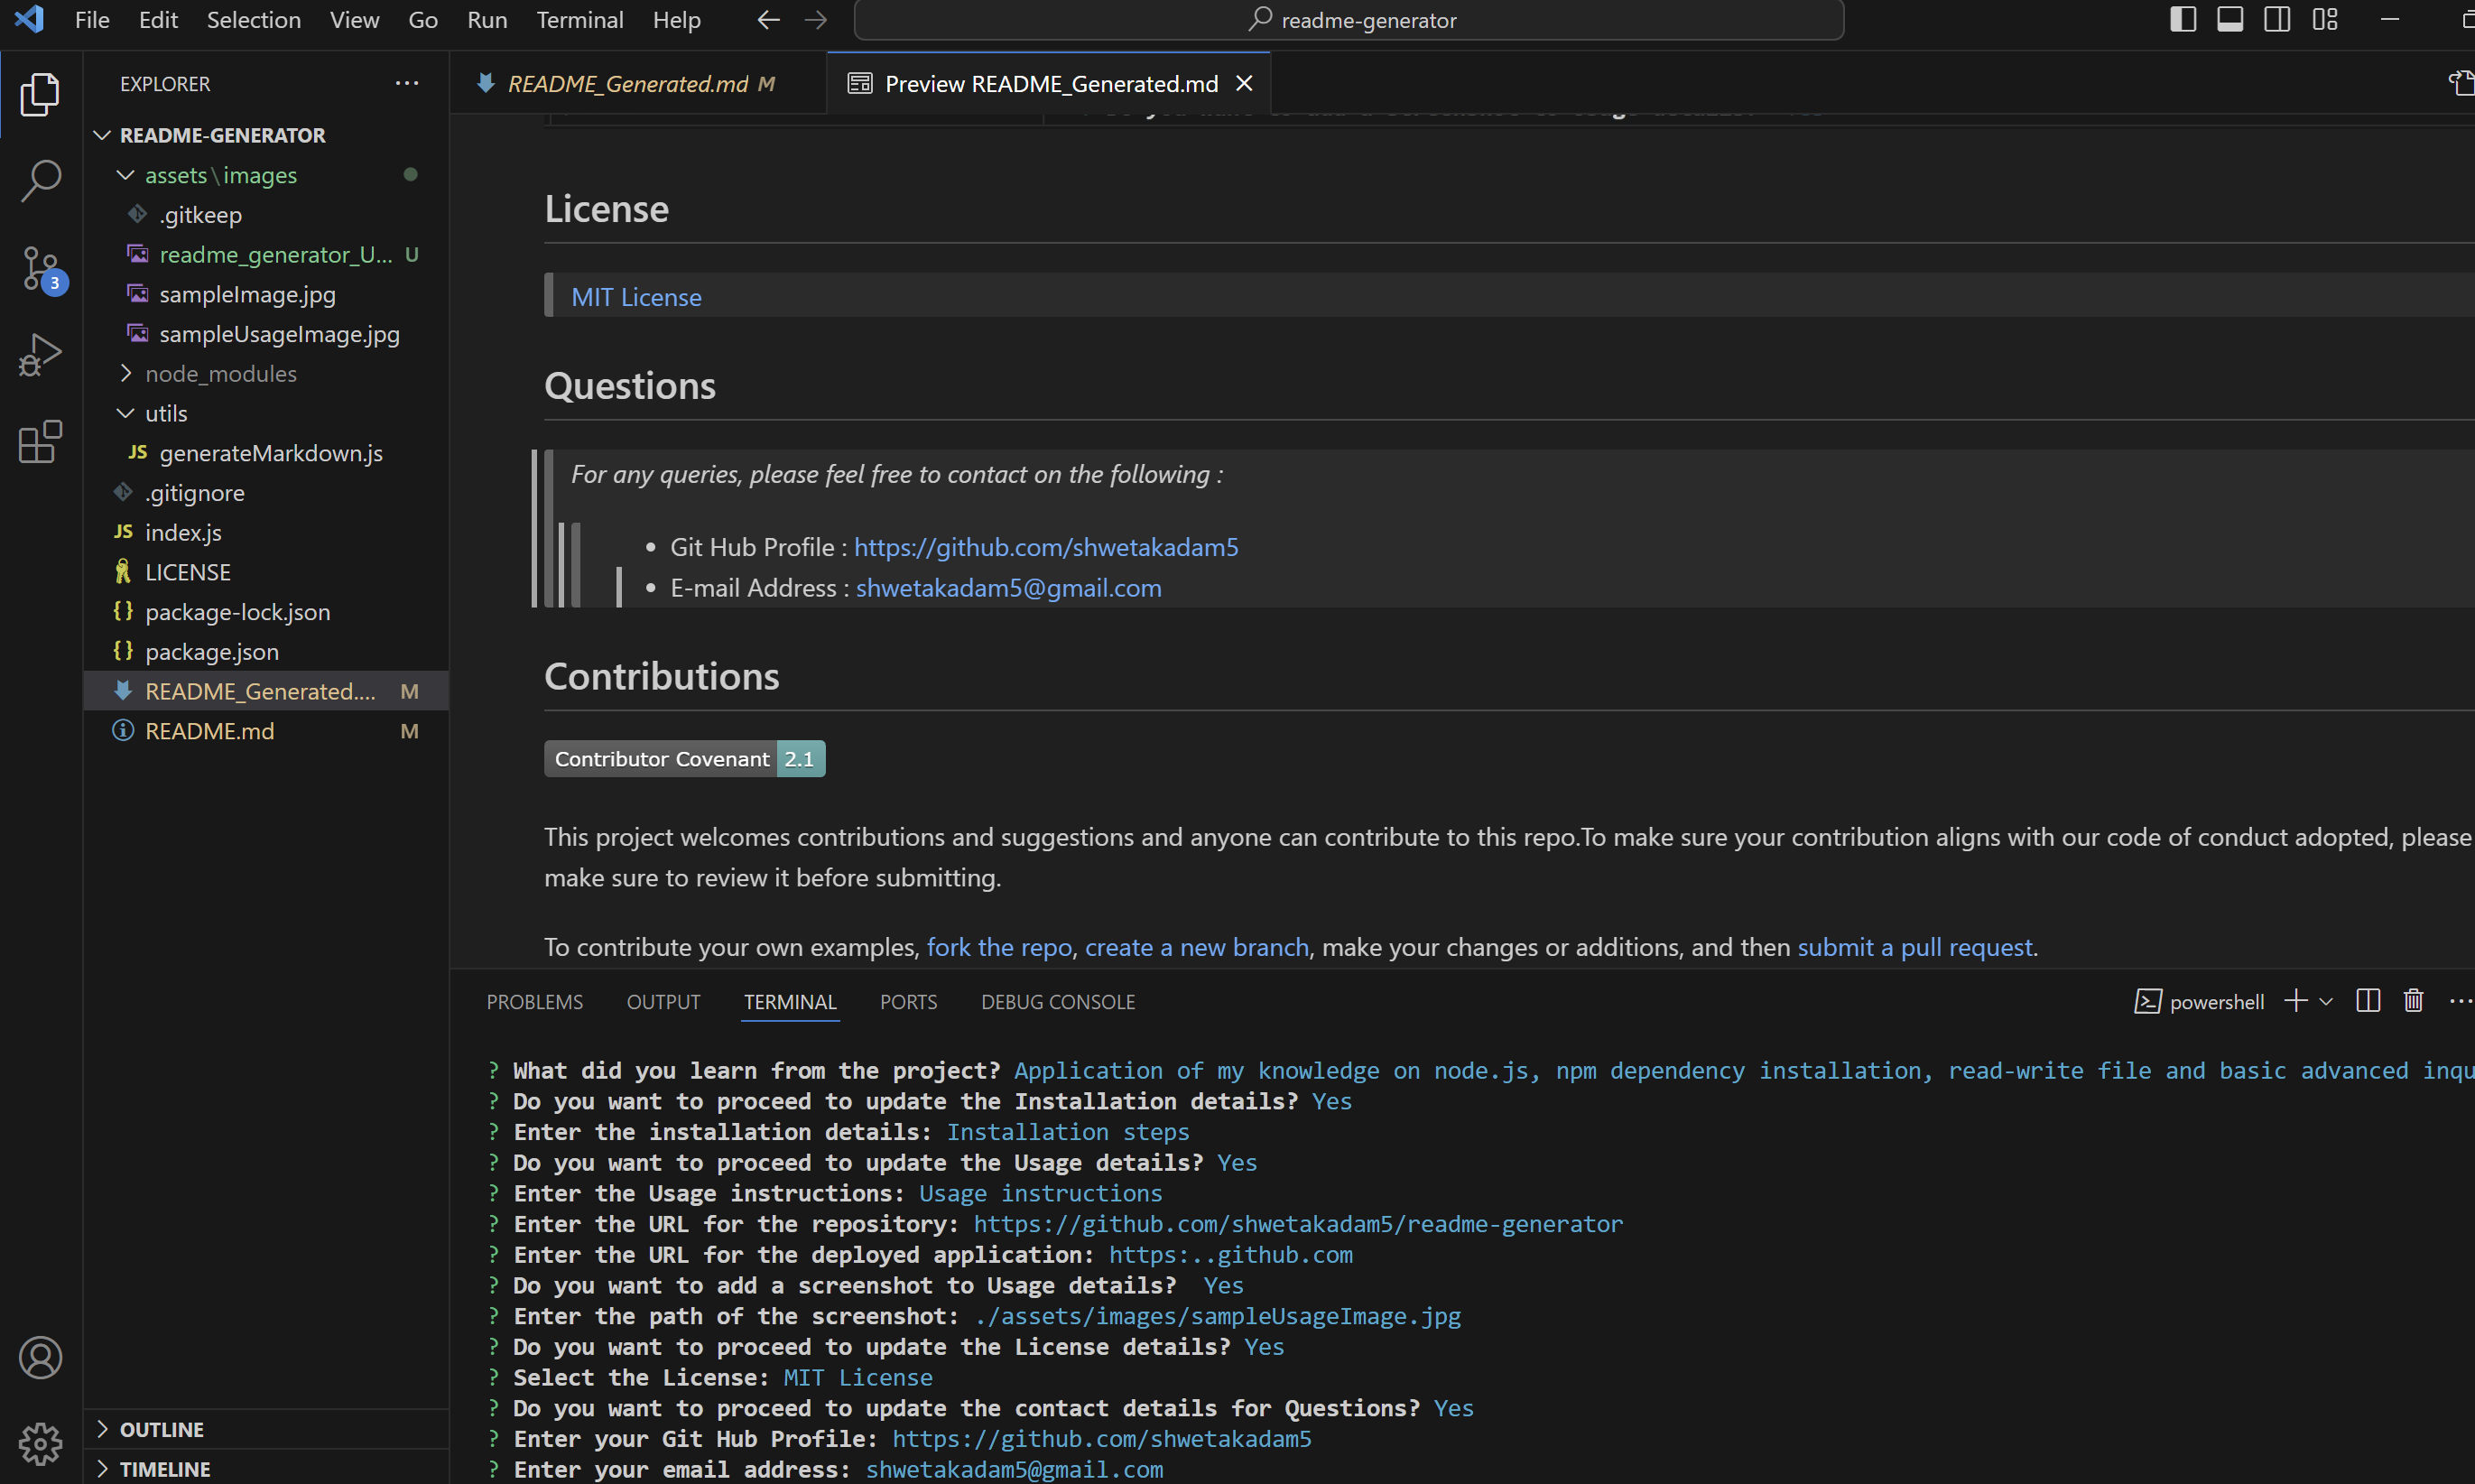 File Edit Selection View Go Run Terminal Help readme-generator
EXPLORER
README-GENERATOR
assets\images
.gitkeep
readme_generator_U... U
sampleImage.jpg
sampleUsageImage.jpg
node_modules
utils
JS generateMarkdown.js
.gitignore
JS index.js
LICENSE
{} package-lock.json
{} package.json
README_Generated.... M
README.md M
OUTLINE
TIMELINE
3
README_Generated.md M Preview README_Generated.md
License
MIT License
Questions
For any queries, please feel free to contact on the following :
• Git Hub Profile : https://github.com/shwetakadam5
• E-mail Address : shwetakadam5@gmail.com
Contributions
Contributor Covenant 2.1
This project welcomes contributions and suggestions and anyone can contribute to this repo.To make sure your contribution aligns with our code of conduct adopted, please
make sure to review it before submitting.
To contribute your own examples, fork the repo, create a new branch, make your changes or additions, and then submit a pull request.
PROBLEMS OUTPUT TERMINAL PORTS DEBUG CONSOLE powershell
? What did you learn from the project? Application of my knowledge on node.js, npm dependency installation, read-write file and basic advanced inqu
? Do you want to proceed to update the Installation details? Yes
? Enter the installation details: Installation steps
? Do you want to proceed to update the Usage details? Yes
? Enter the Usage instructions: Usage instructions
? Enter the URL for the repository: https://github.com/shwetakadam5/readme-generator
? Enter the URL for the deployed application: https:..github.com
? Do you want to add a screenshot to Usage details? Yes
? Enter the path of the screenshot: ./assets/images/sampleUsageImage.jpg
? Do you want to proceed to update the License details? Yes
? Select the License: MIT License
? Do you want to proceed to update the contact details for Questions? Yes
? Enter your Git Hub Profile: https://github.com/shwetakadam5
? Enter your email address: shwetakadam5@gmail.com